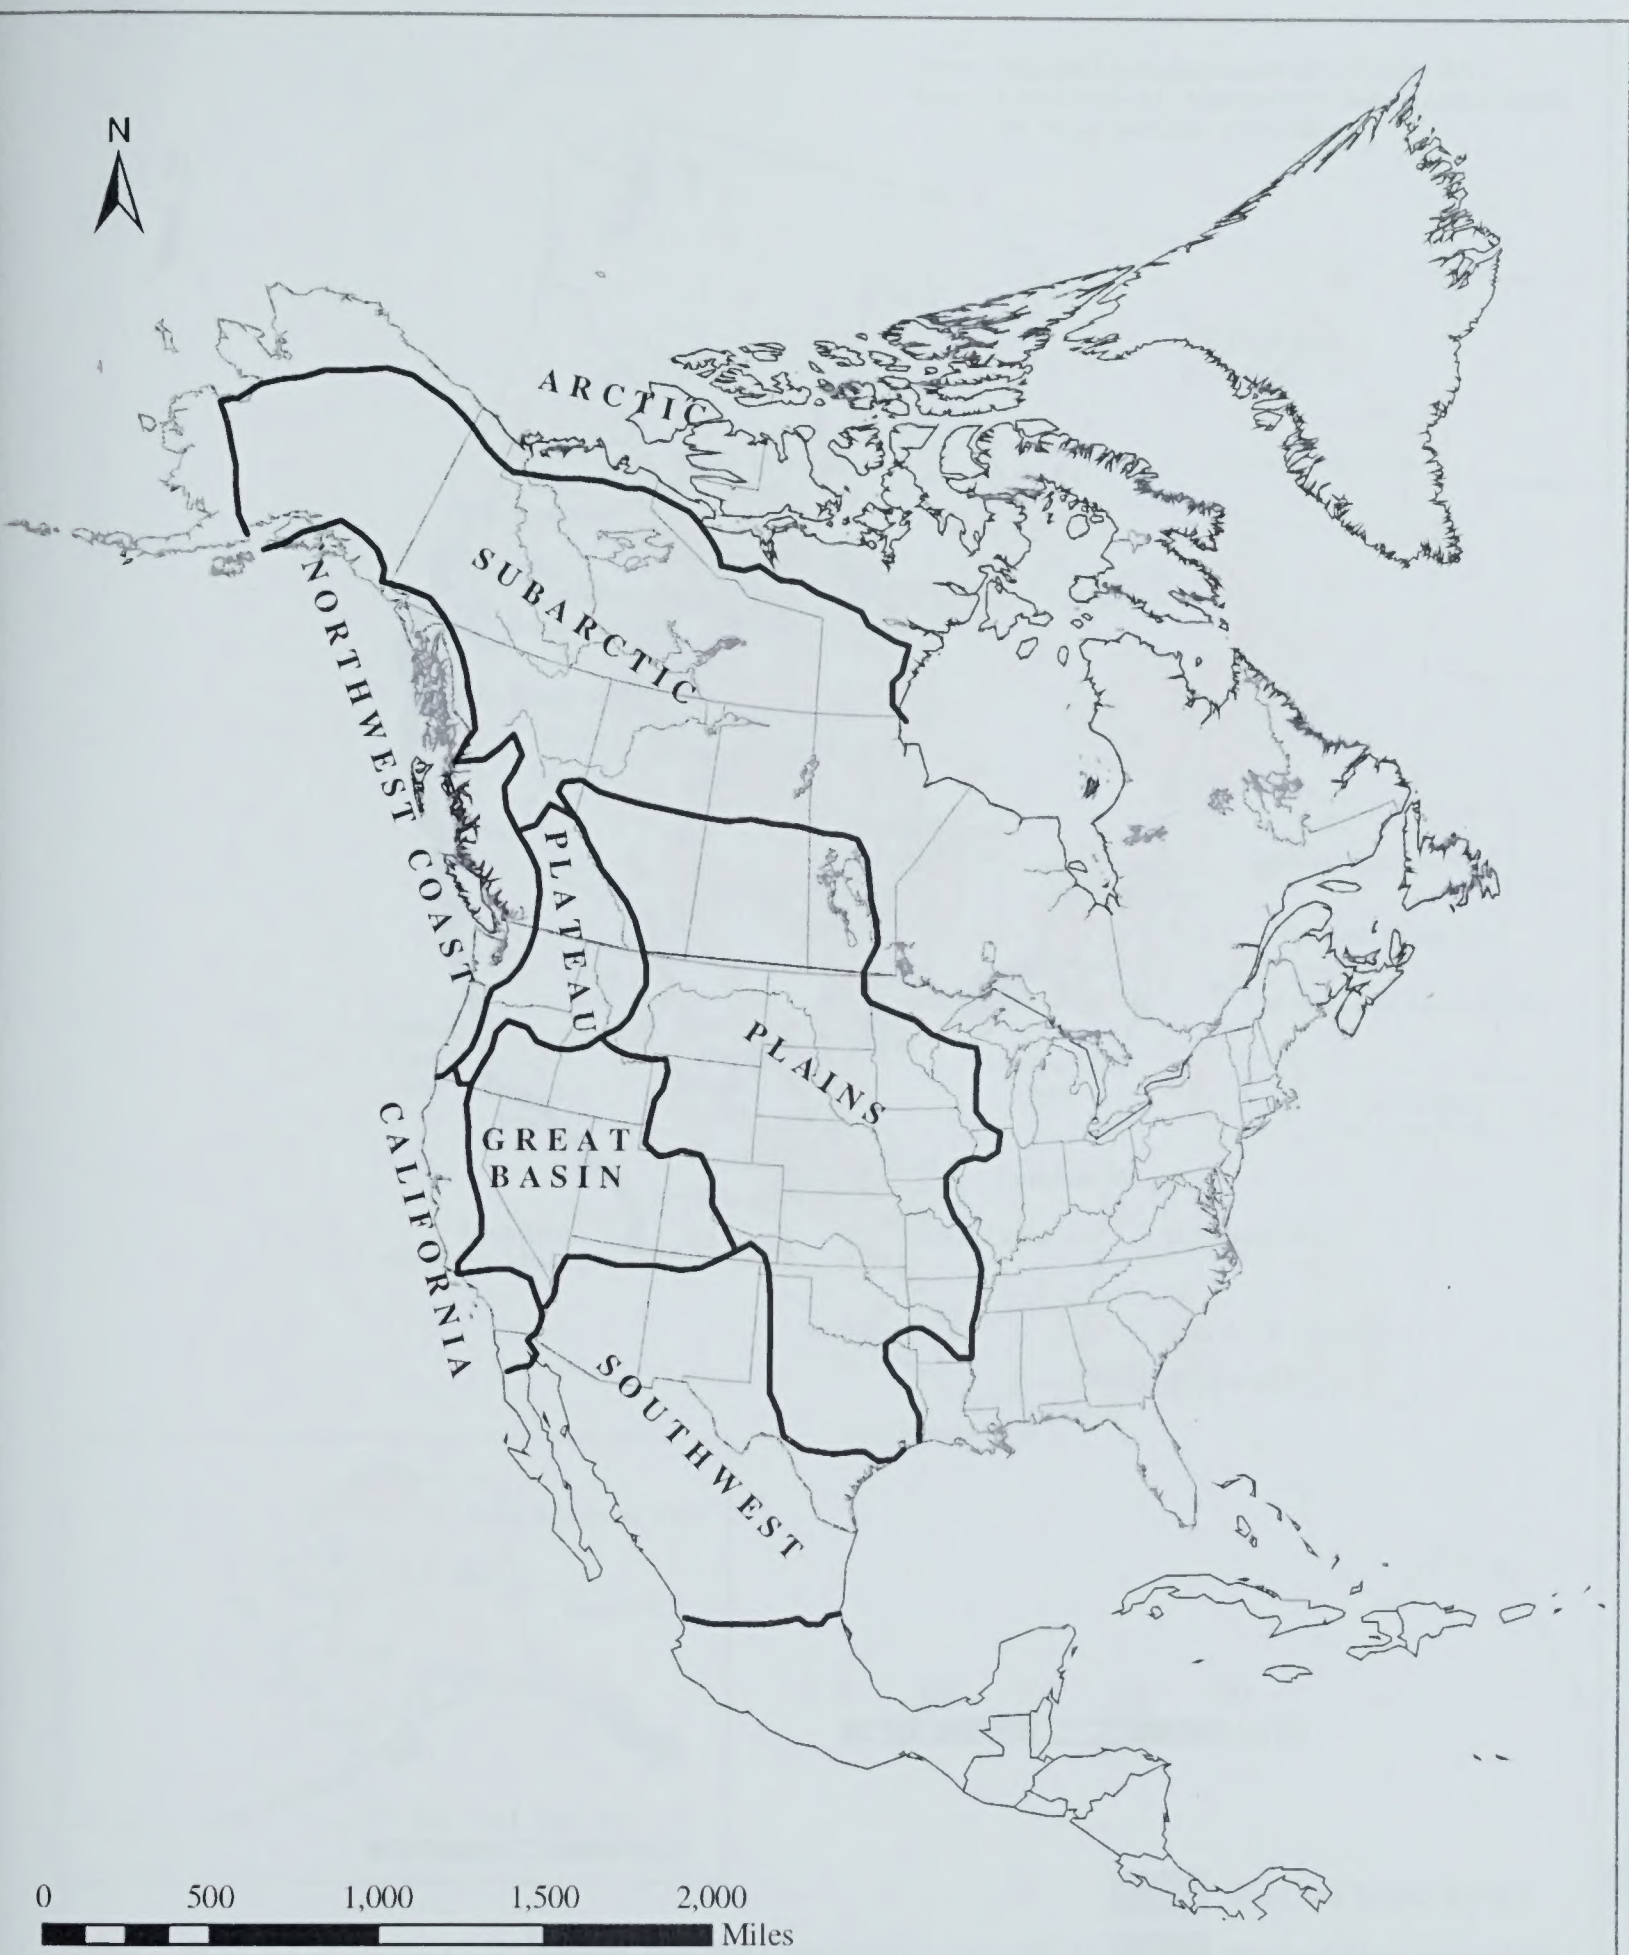 N
ARCTIC
SUBARCTIC
NORTHWEST COAST
PLATEAU
PLAINS
GREAT
BASIN
CALIFORNIA
SOUTHWEST
0 500 1,000 1,500 2,000
Miles